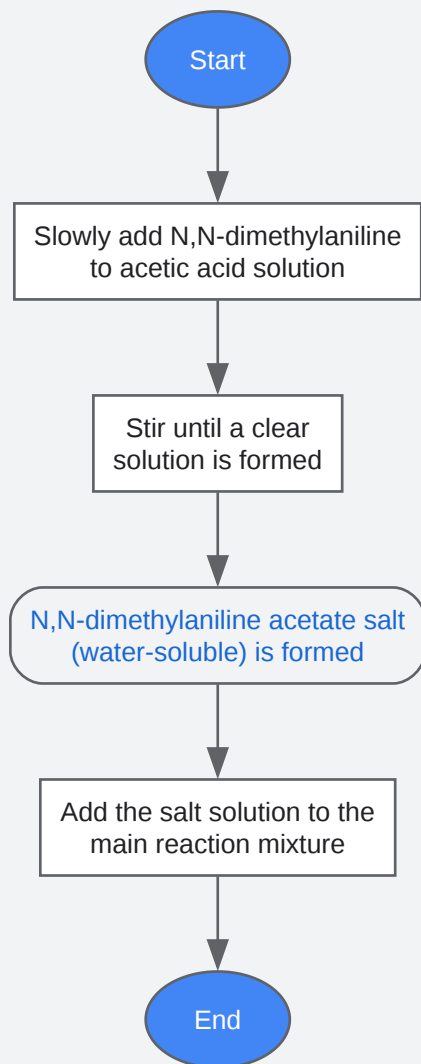 Start
Slowly add N,N-dimethylaniline
to acetic acid solution
Stir until a clear
solution is formed
N,N-dimethylaniline acetate salt
(water-soluble) is formed
Add the salt solution to the
main reaction mixture
End